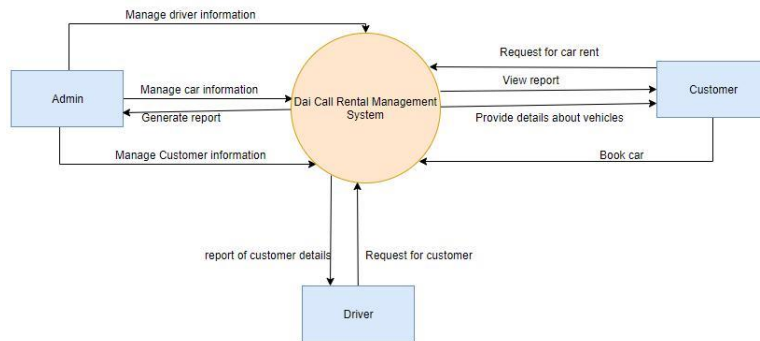 Manage driver information
Request for car rent
View report
Manage car information
Admin
Dai Call Rental Management
System
Customer
Generate report
Provide details about vehicles
Manage Customer information
Book car
report of customer details
Request for customer
Driver